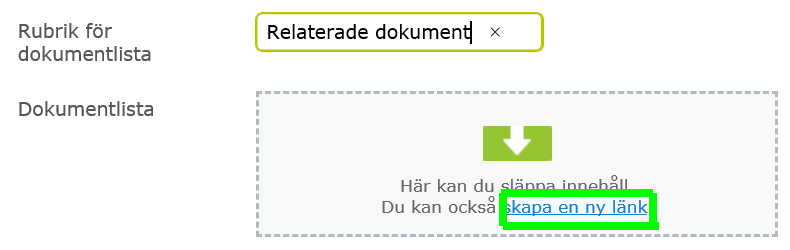 Rubrik för
dokumentlista
Relaterade dokument ×
Dokumentlista
Här kan du släppa innehåll.
Du kan också skapa en ny länk